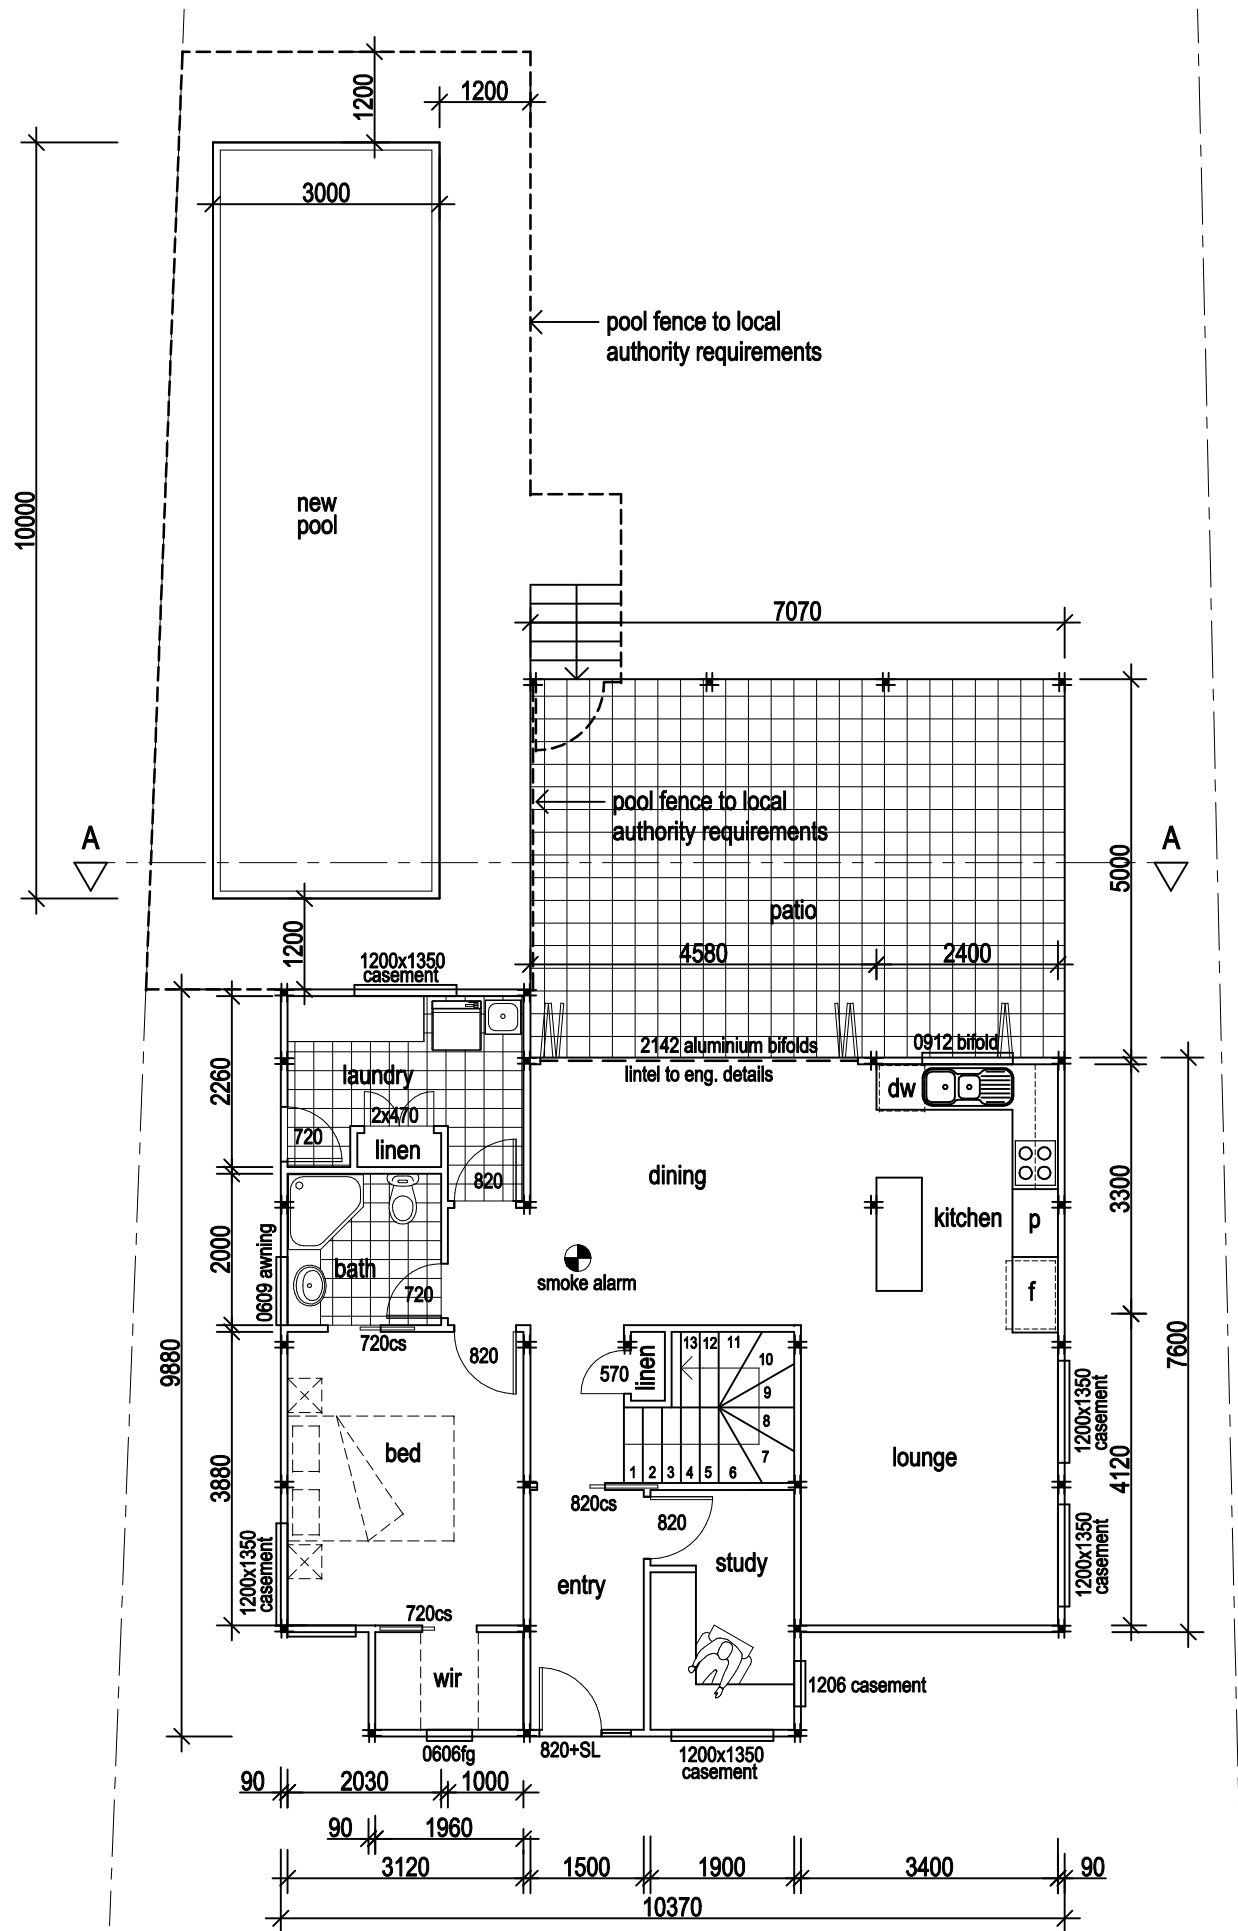 1200
1200
3000
pool fence to local
authority requirements
10000
new
pool
7070
pool fence to local
authority requirements
A
A
5000
patio
1200
4580
2400
1200x1350
casement
2142 aluminium bifolds
0912 bifold
lintel to eng. details
2260
laundry
dw
2x470
720
linen
dining
820
3300
kitchen
p
2000
0609 awning
bath
smoke alarm
f
720
9880
720cs
820
570
linen
13
12
11
10
9
8
7
1
2
3
4
5
6
7600
1200x1350
casement
bed
lounge
4120
3880
820cs
820
1200x1350
casement
1200x1350
casement
study
entry
720cs
wir
1206 casement
0606fg
820+SL
1200x1350
casement
90
2030
1000
90
1960
3120
1500
1900
3400
90
10370